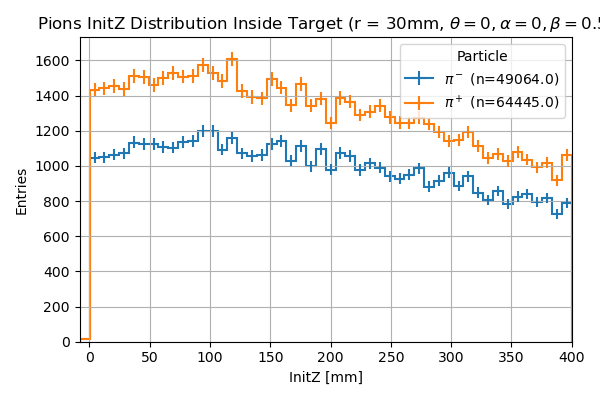 Pions InitZ Distribution Inside Target (r = 30mm, θ = 0, α = 0, β = 0.5
Particle
π⁻ (n=49064.0)
π⁺ (n=64445.0)
Entries
1600
1400
1200
1000
800
600
400
200
0
0 50 100 150 200 250 300 350 400
InitZ [mm]